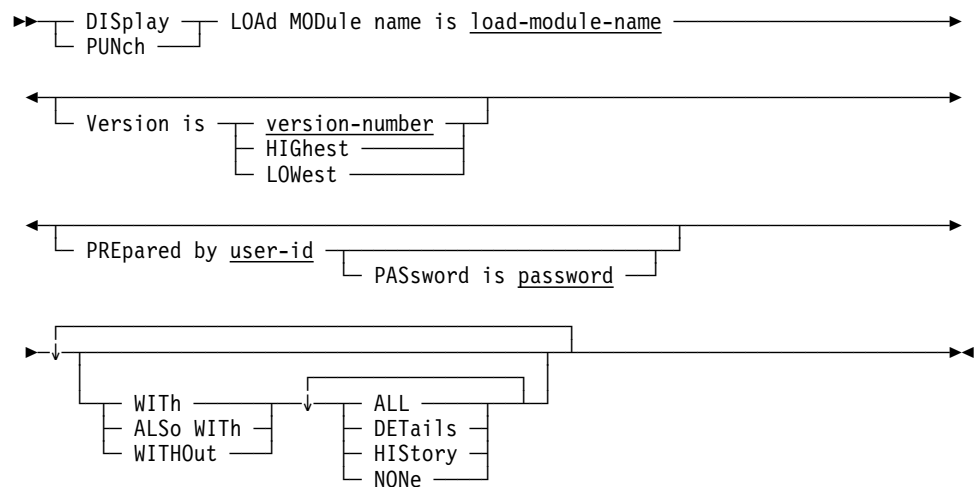 DISplay LOAd MODule name is load-module-name
PUNch
Version is version-number
HIGhest
LOWest
PREpared by user-id
PASsword is password
WITh ALL
ALSo WITh DETails
WITHOut HIStory
NONe